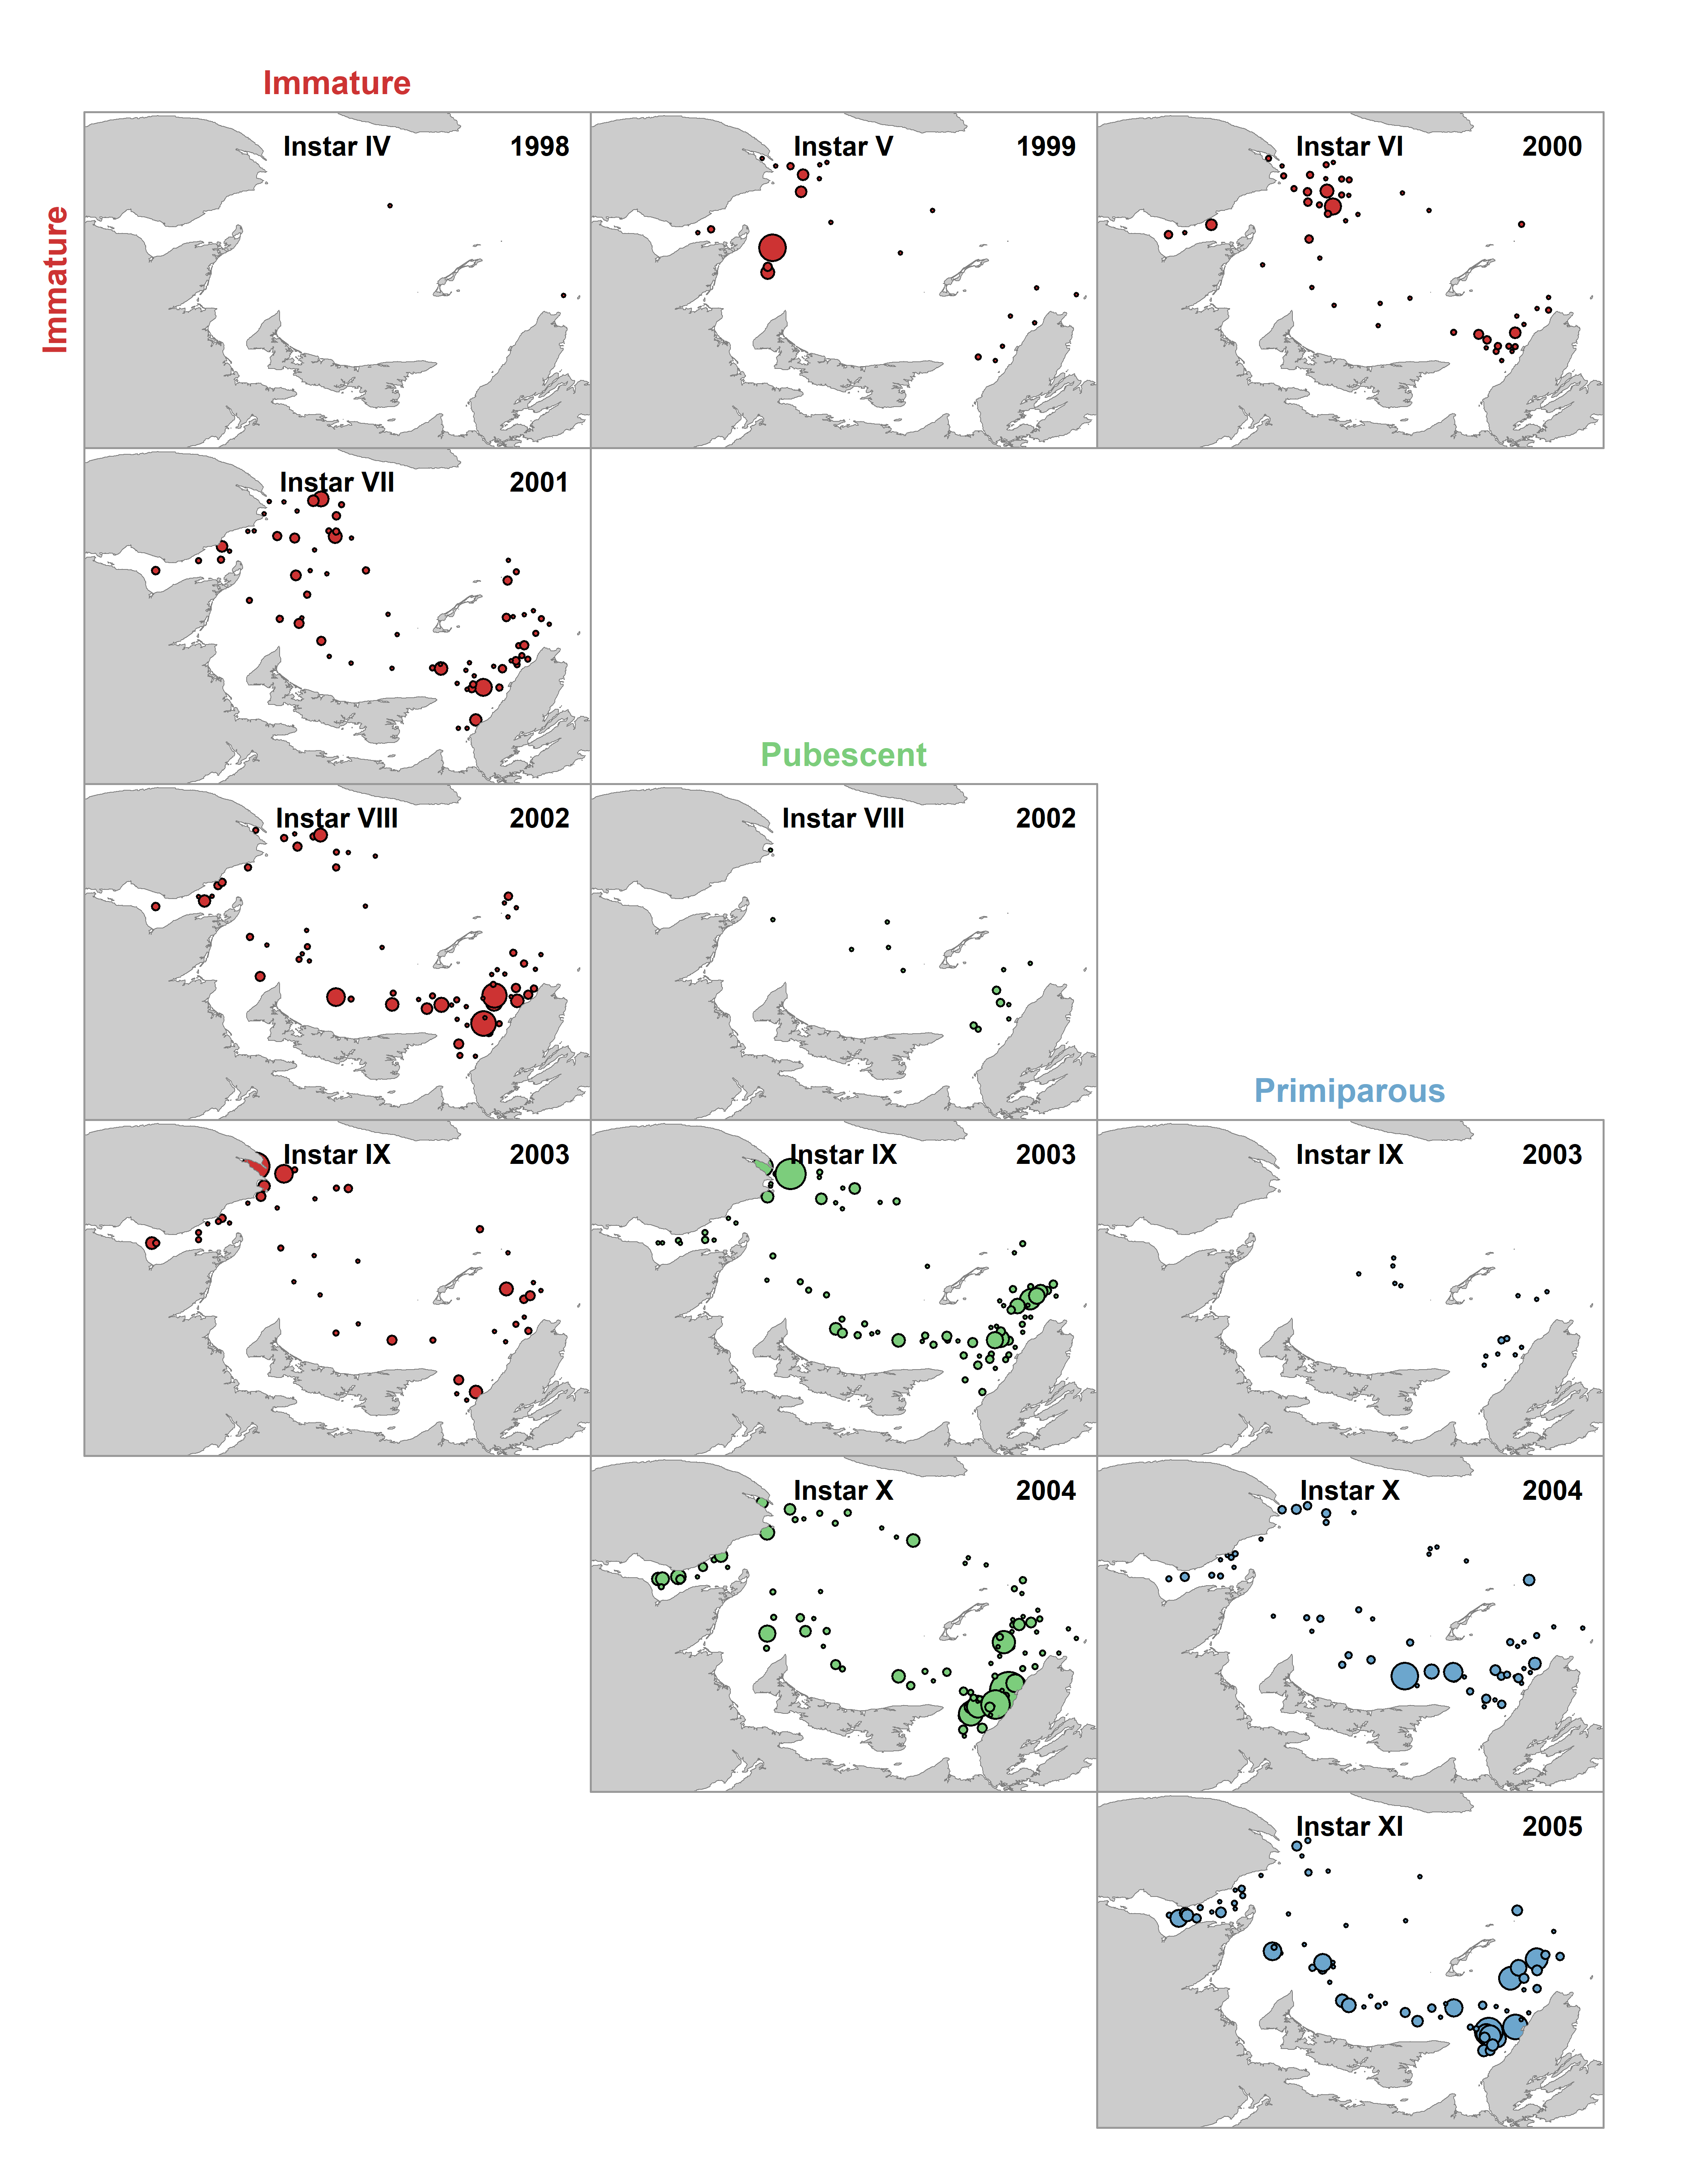 Immature
Immature
Instar IV 1998
Instar V 1999
Instar VI 2000
Instar VII 2001
Pubescent
Instar VIII 2002
Instar VIII 2002
Primiparous
Instar IX 2003
Instar IX 2003
Instar IX 2003
Instar X 2004
Instar X 2004
Instar XI 2005